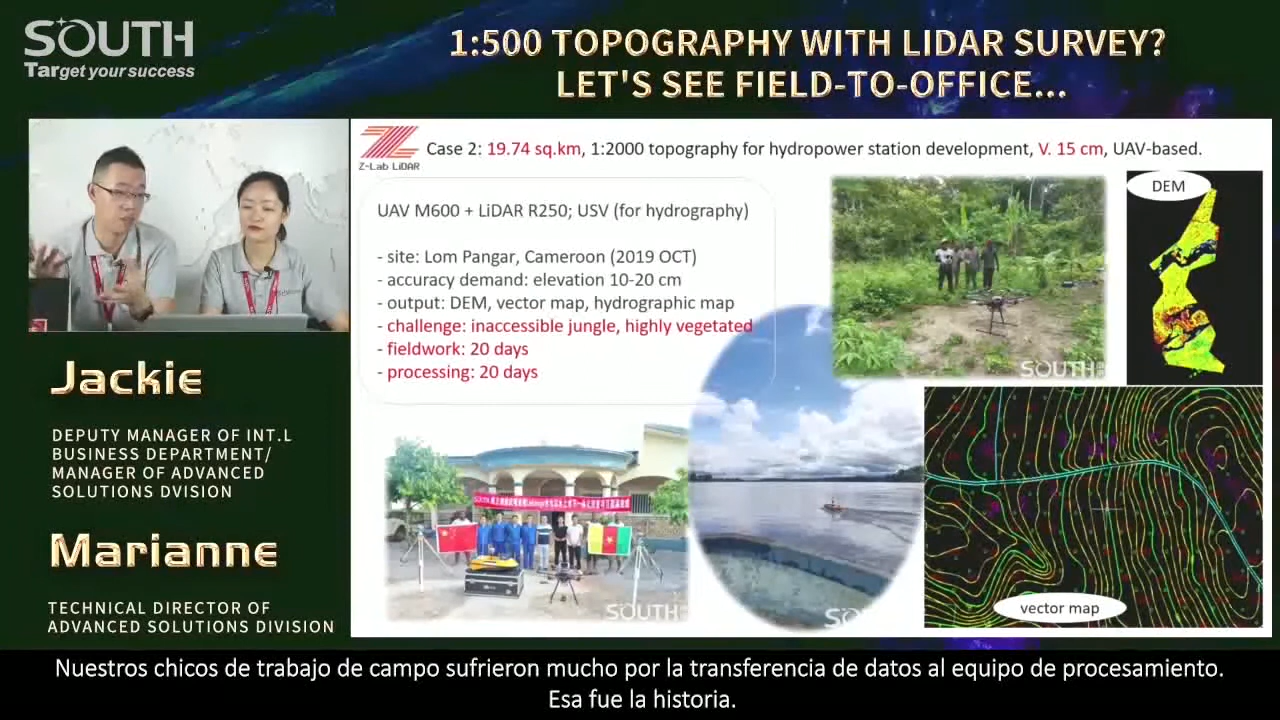 SOUTH
Target your success
1:500 TOPOGRAPHY WITH LIDAR SURVEY?
LET'S SEE FIELD-TO-OFFICE...
Z-Lab LiDAR
Case 2: 19.74 sq.km, 1:2000 topography for hydropower station development, V. 15 cm, UAV-based.
UAV M600 + LiDAR R250; USV (for hydrography)
- site: Lom Pangar, Cameroon (2019 OCT)
- accuracy demand: elevation 10-20 cm
- output: DEM, vector map, hydrographic map
- challenge: inaccessible jungle, highly vegetated
- fieldwork: 20 days
- processing: 20 days
DEM
SOUTH
SOUTH
SO
vector map
Jackie
DEPUTY MANAGER OF INT.L
BUSINESS DEPARTMENT/
MANAGER OF ADVANCED
SOLUTIONS DVISION
Marianne
TECHNICAL DIRECTOR OF
ADVANCED SOLUTIONS DIVISION
Nuestros chicos de trabajo de campo sufrieron mucho por la transferencia de datos al equipo de procesamiento.
Esa fue la historia.